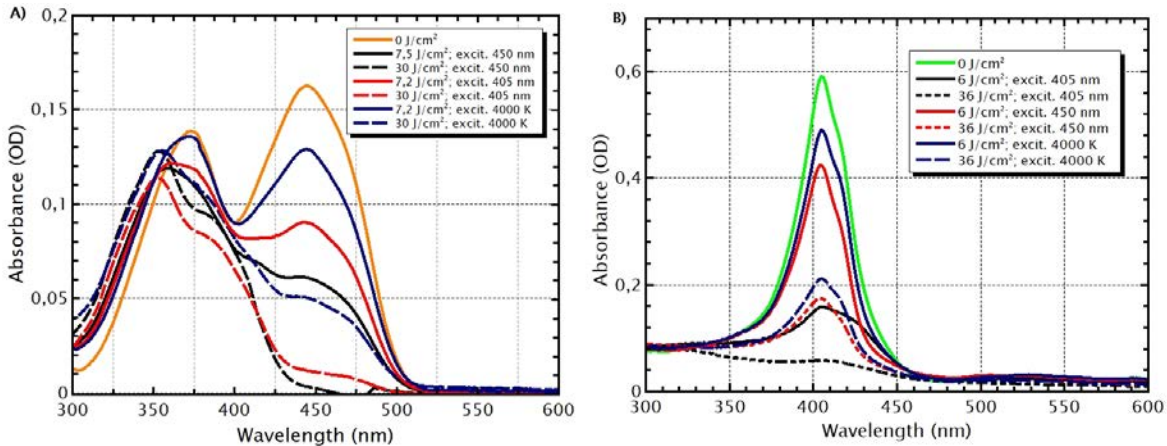 A)
0,2
0,15
0,1
0,05
0
300 350 400 450 500 550 600
Absorbance (OD)
Wavelength (nm)
0 J/cm²
7,5 J/cm²; excit. 450 nm
30 J/cm²; excit. 450 nm
7,2 J/cm²; excit. 405 nm
30 J/cm²; excit. 405 nm
7,2 J/cm²; excit. 4000 K
30 J/cm²; excit. 4000 K
B)
0,6
0,4
0,2
0
300 350 400 450 500 550 600
Absorbance (OD)
Wavelength (nm)
0 J/cm²
6 J/cm²; excit. 405 nm
36 J/cm²; excit. 405 nm
6 J/cm²; excit. 450 nm
36 J/cm²; excit. 450 nm
6 J/cm²; excit. 4000 K
36 J/cm²; excit. 4000 K